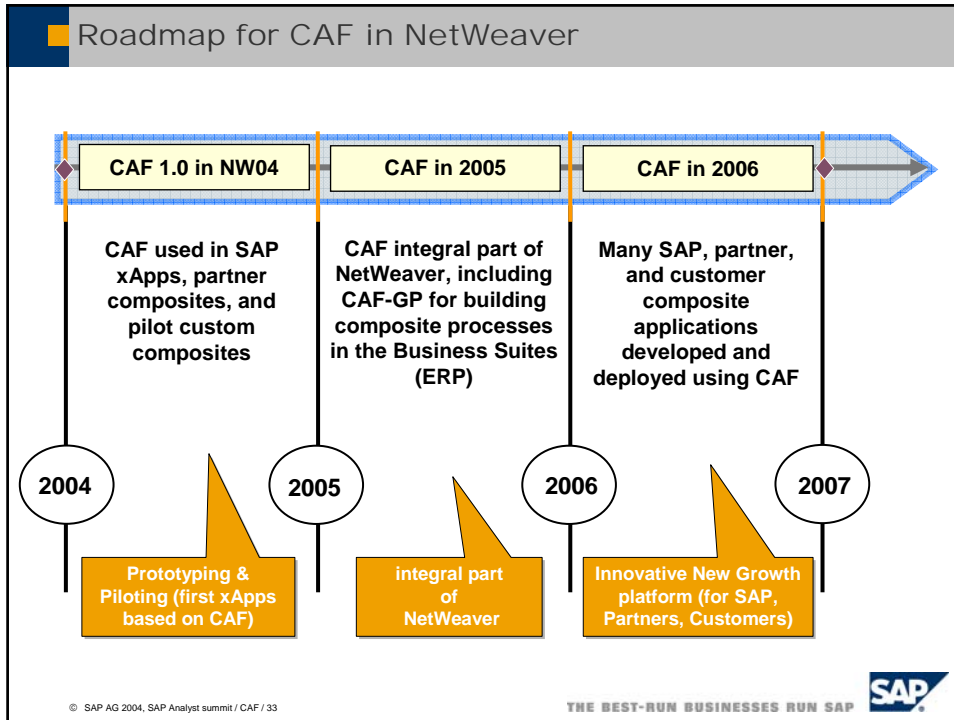 Roadmap for CAF in NetWeaver
CAF 1.0 in NW04
CAF in 2005
CAF in 2006
CAF used in SAP
xApps, partner
composites, and
pilot custom
composites
CAF integral part of
NetWeaver, including
CAF-GP for building
composite processes
in the Business Suites
(ERP)
Many SAP, partner,
and customer
composite
applications
developed and
deployed using CAF
2004
2005
2006
2007
Prototyping &
Piloting (first xApps
based on CAF)
integral part
of
NetWeaver
Innovative New Growth
platform (for SAP,
Partners, Customers)
© SAP AG 2004, SAP Analyst summit / CAF / 33
THE BEST-RUN BUSINESSES RUN SAP
SAP